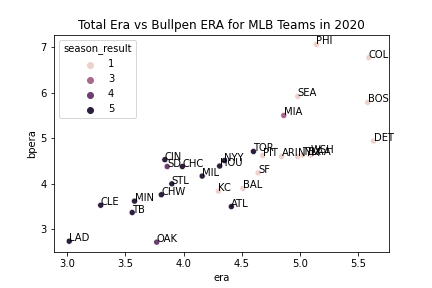 Total Era vs Bullpen ERA for MLB Teams in 2020
season_result
1
3
4
5
bpera
7
6
5
4
3
PHI
COL
SEA
BOS
MIA
DET
TOR
PIT
ARI
WSH
NYY
HOU
CIN
SD
CHC
MIL
SF
STL
KC
BAL
CHW
MIN
CLE
TB
ATL
LAD
OAK
3.0 3.5 4.0 4.5 5.0 5.5
era